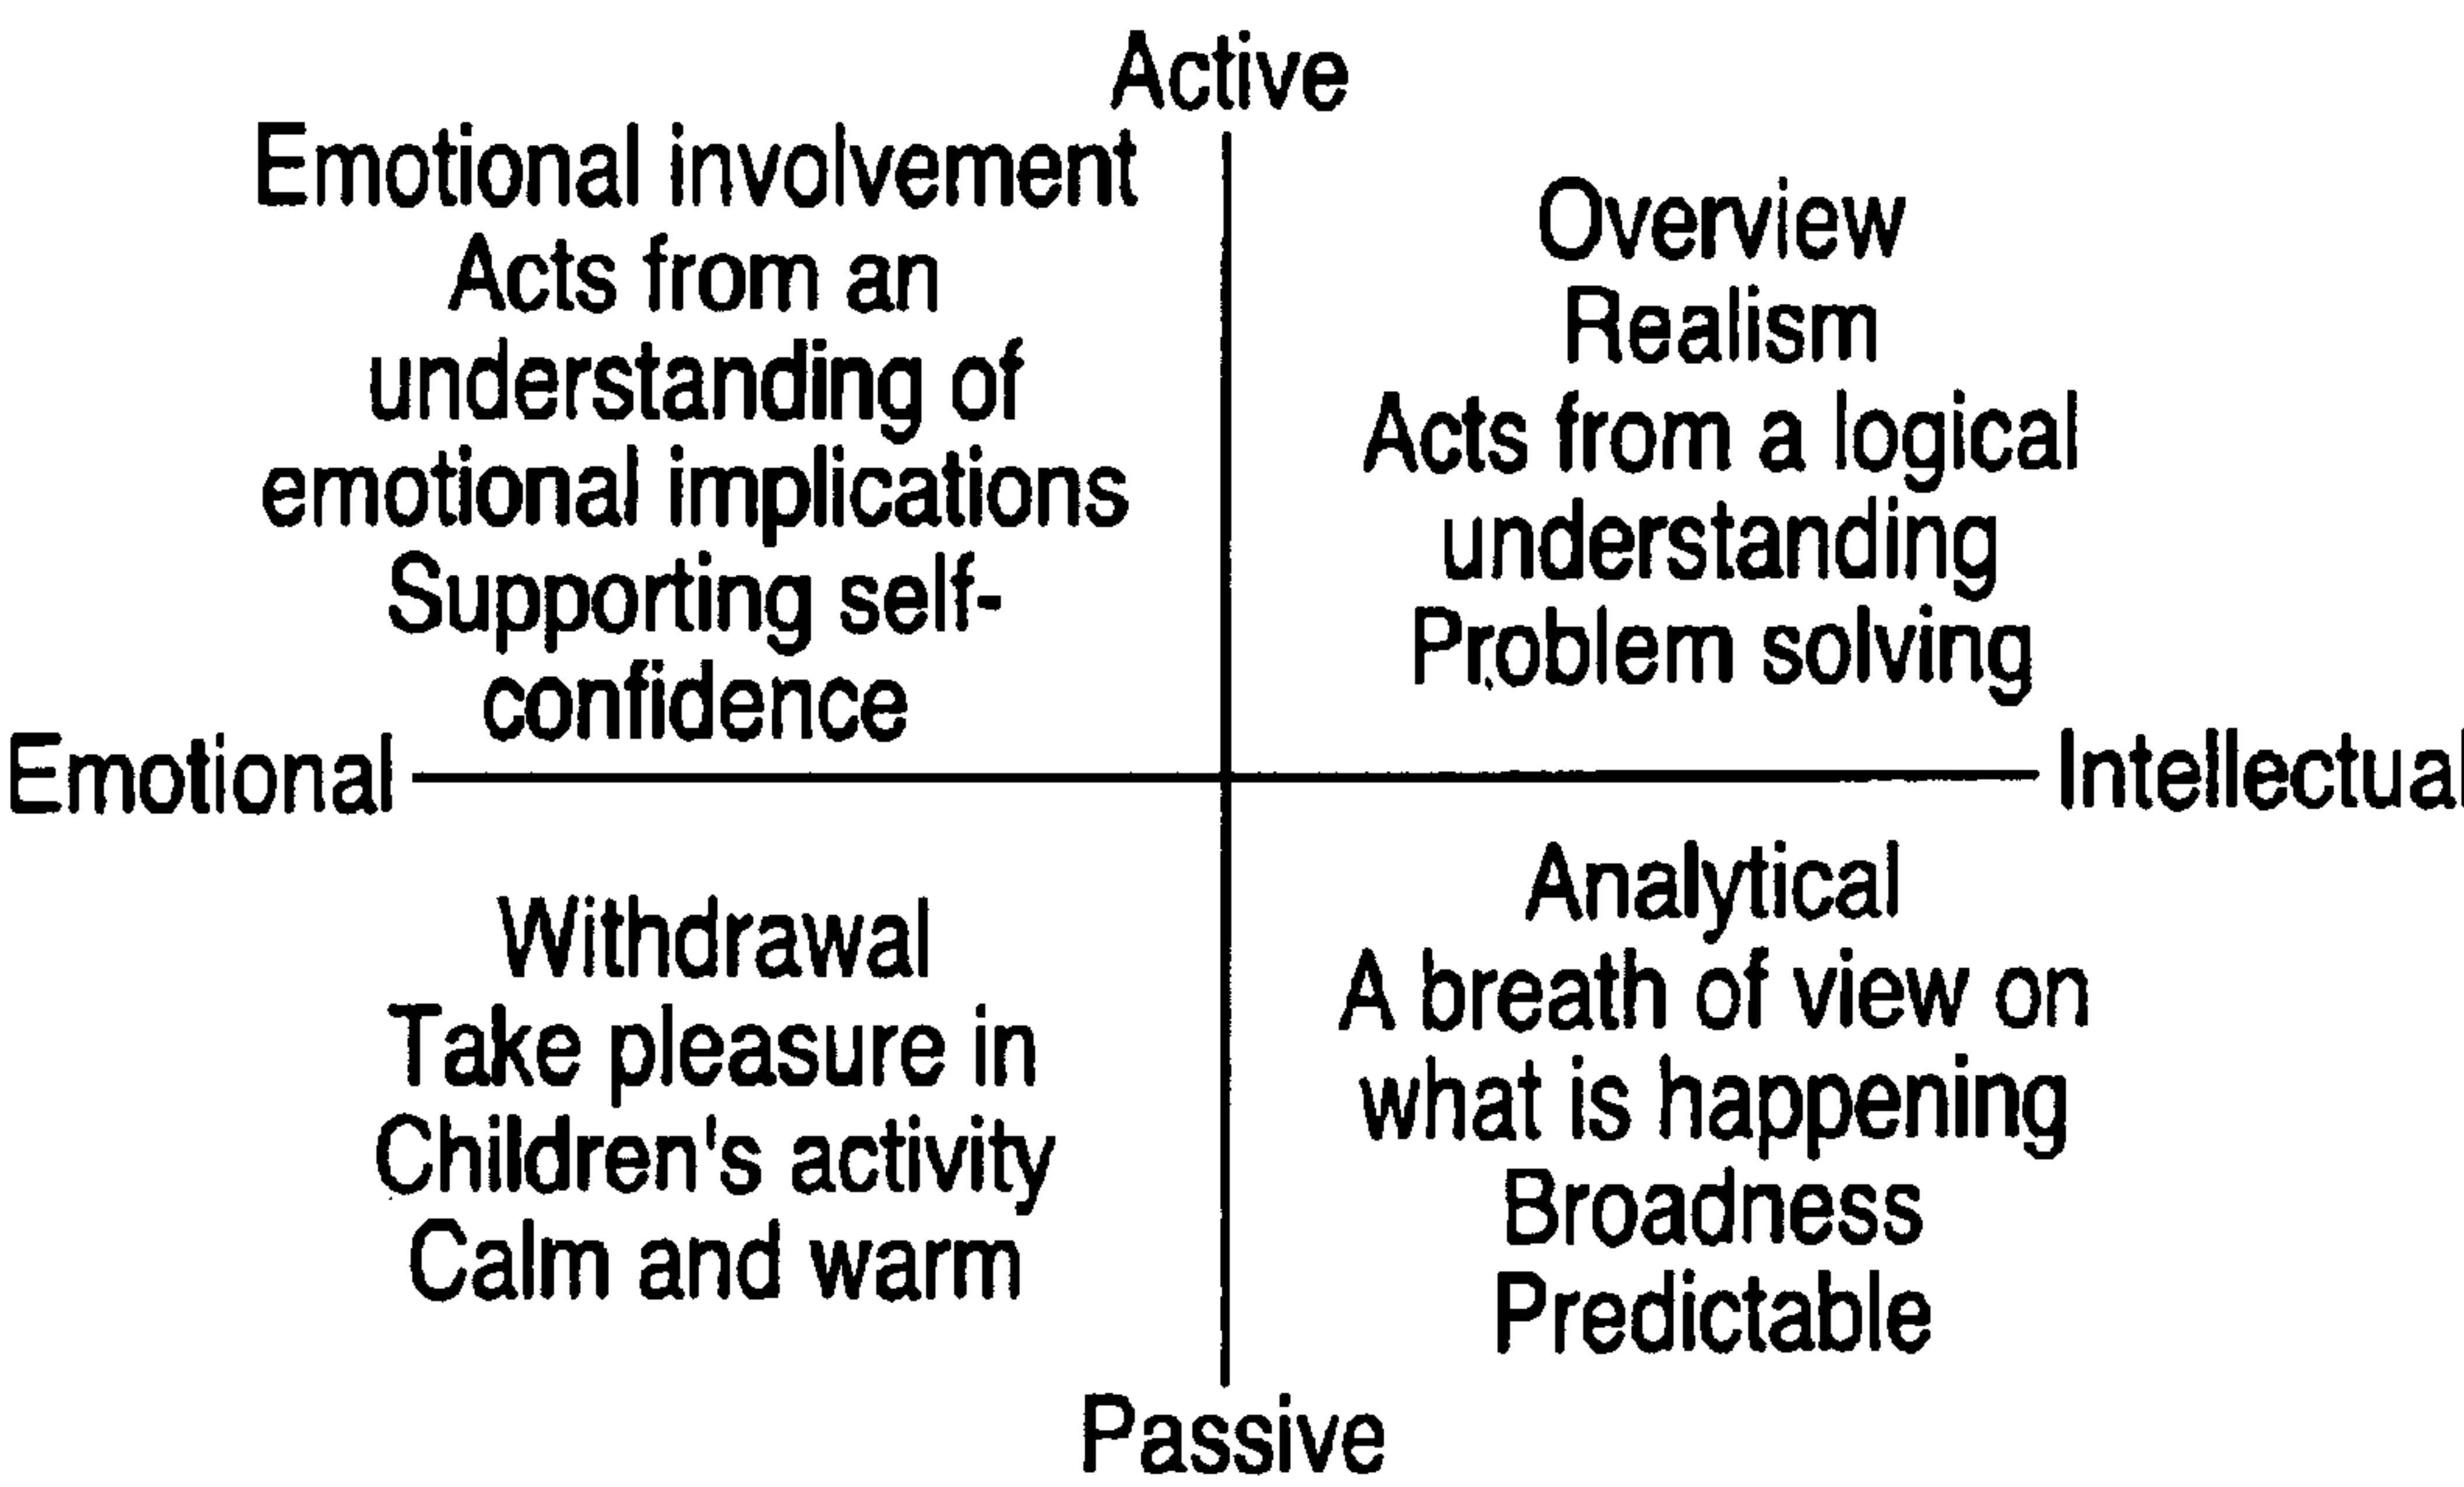 Active
Emotional involvement
Acts from an
understanding of
emotional implications
Supporting self-
confidence
Overview
Realism
Acts from a logical
understanding
Problem solving
Emotional
Intellectual
Withdrawal
Take pleasure in
Children's activity
Calm and warm
Analytical
A breath of view on
what is happening
Broadness
Predictable
Passive